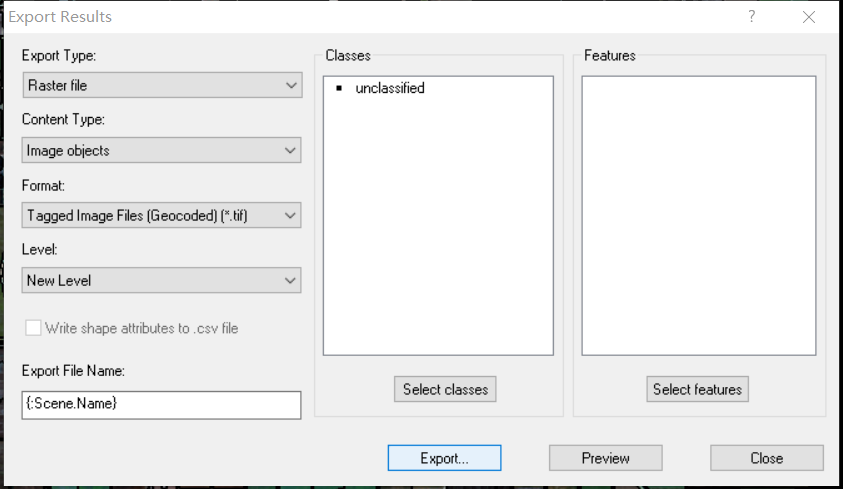 Export Results
Export Type:
Raster file
Content Type:
Image objects
Format:
Tagged Image Files (Geocoded) (*.tif)
Level:
New Level
Write shape attributes to .csv file
Export File Name:
{:Scene.Name}
Classes
unclassified
Select classes
Features
Select features
Export...
Preview
Close